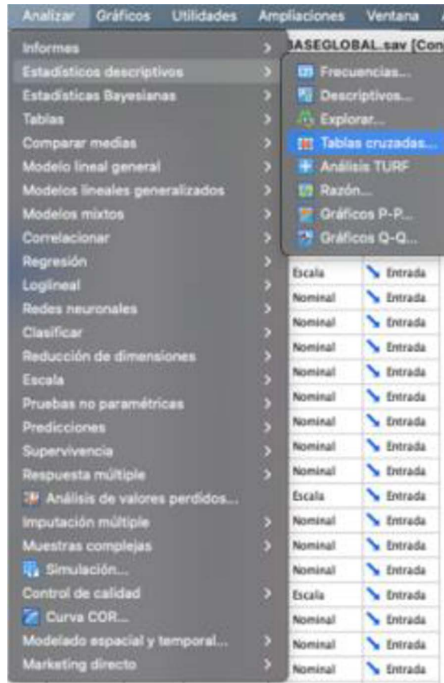 Analizar Gráficos Utilidades Ampliaciones Ventana
BASEGLOBAL.sav [Con
Informes
Estadísticos descriptivos
Estadísticas Bayesianas
Tablas
Comparar medias
Modelo lineal general
Modelos lineales generalizados
Modelos mixtos
Correlacionar
Regresión
Loglineal
Redes neuronales
Clasificar
Reducción de dimensiones
Escala
Pruebas no paramétricas
Predicciones
Supervivencia
Respuesta múltiple
Análisis de valores perdidos...
Imputación múltiple
Muestras complejas
Simulación...
Control de calidad
Curva COR...
Modelado espacial y temporal...
Marketing directo
Frecuencias...
Descriptivos...
Explorar...
Tablas cruzadas...
Análisis TURF
Razón...
Gráficos P-P...
Gráficos Q-Q...
Escala Entrada
Nominal Entrada
Nominal Entrada
Nominal Entrada
Nominal Entrada
Nominal Entrada
Nominal Entrada
Nominal Entrada
Nominal Entrada
Escala Entrada
Nominal Entrada
Nominal Entrada
Nominal Entrada
Escala Entrada
Nominal Entrada
Nominal Entrada
Nominal Entrada